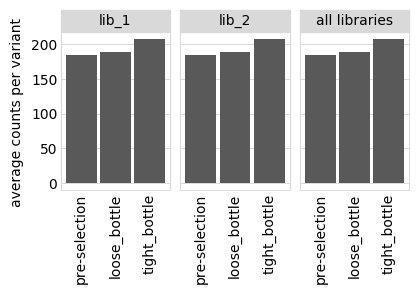 lib_1 lib_2 all libraries
average counts per variant
200
150
100
50
0
pre-selection loose_bottle tight_bottle pre-selection loose_bottle tight_bottle pre-selection loose_bottle tight_bottle